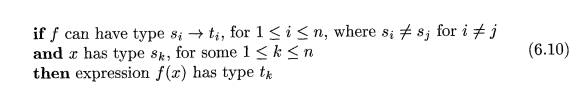 if f can have type sᵢ → tᵢ, for 1 ≤ i ≤ n, where sᵢ ≠ sⱼ for i ≠ j
and x has type sₖ, for some 1 ≤ k ≤ n
then expression f(x) has type tₖ
(6.10)